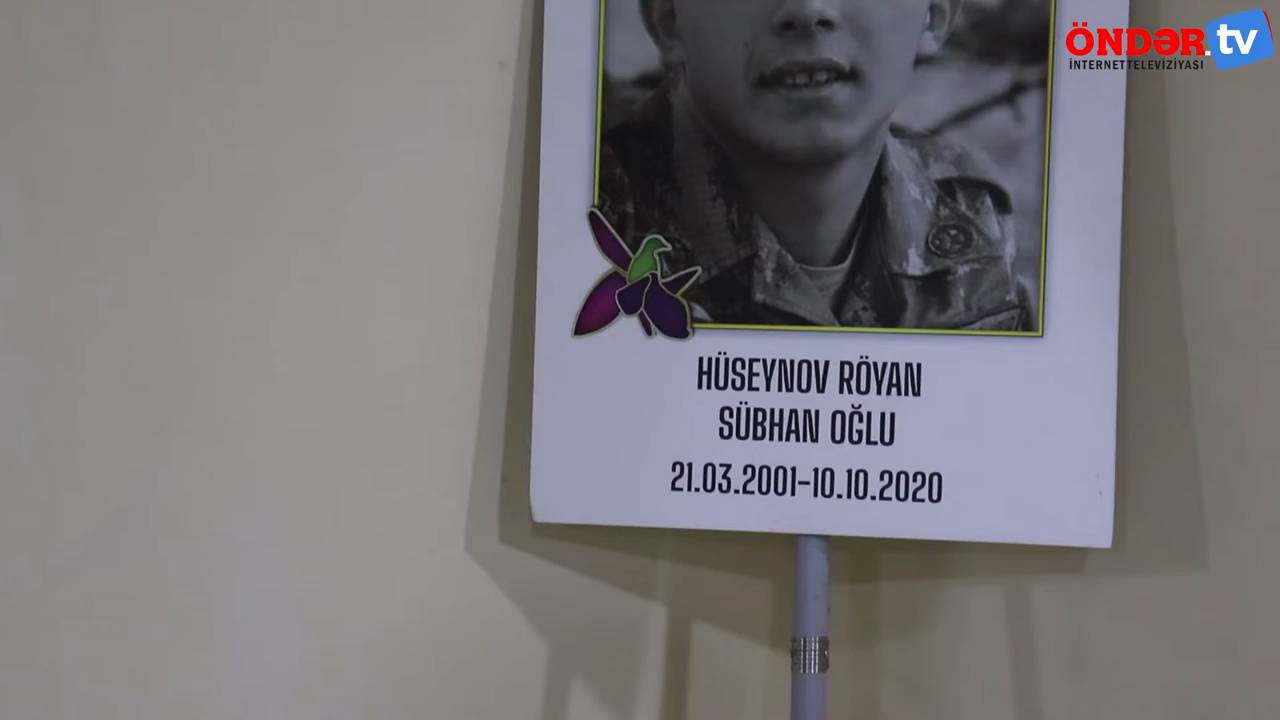 ÖNDƏR.tv
İNTERNET TELEVİZİYASI
HÜSEYNOV RÖYAN
SÜBHAN OĞLU
21.03.2001-10.10.2020